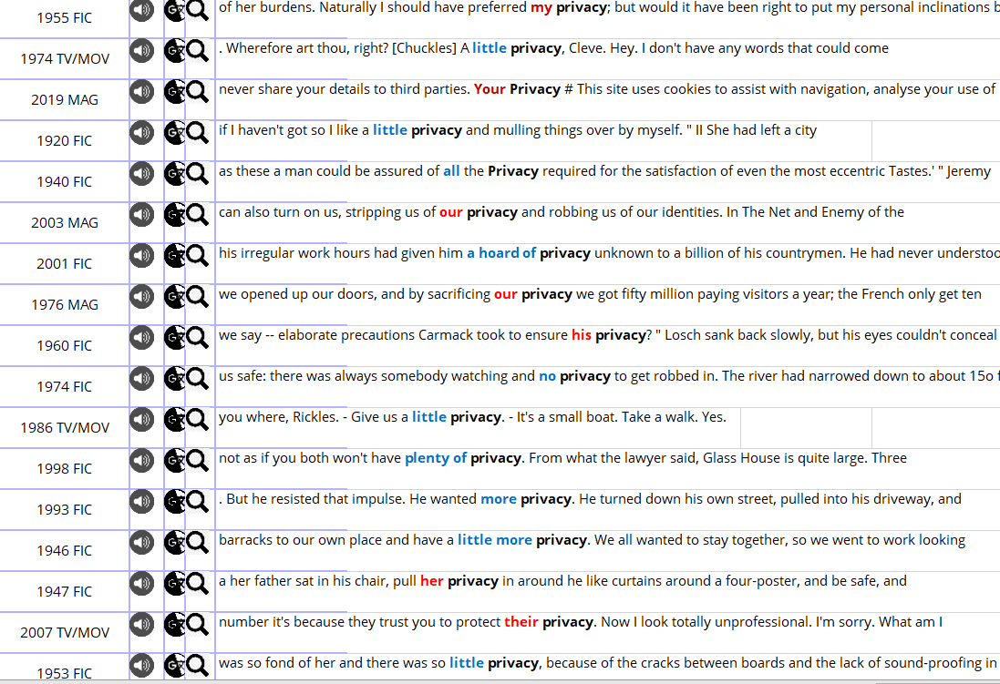 1955 FIC of her burdens. Naturally I should have preferred my privacy; but would it have been right to put my personal inclinations b
1974 TV/MOV . Wherefore art thou, right? [Chuckles] A little privacy, Cleve. Hey. I don't have any words that could come
2019 MAG never share your details to third parties. Your Privacy # This site uses cookies to assist with navigation, analyse your use of
1920 FIC if I haven't got so I like a little privacy and mulling things over by myself. " II She had left a city
1940 FIC as these a man could be assured of all the Privacy required for the satisfaction of even the most eccentric Tastes.' " Jeremy
2003 MAG can also turn on us, stripping us of our privacy and robbing us of our identities. In The Net and Enemy of the
2001 FIC his irregular work hours had given him a hoard of privacy unknown to a billion of his countrymen. He had never understoo
1976 MAG we opened up our doors, and by sacrificing our privacy we got fifty million paying visitors a year; the French only get ten
1960 FIC we say -- elaborate precautions Carmack took to ensure his privacy? " Losch sank back slowly, but his eyes couldn't conceal
1974 FIC us safe: there was always somebody watching and no privacy to get robbed in. The river had narrowed down to about 15o f
1986 TV/MOV you where, Rickles. - Give us a little privacy. - It's a small boat. Take a walk. Yes.
1998 FIC not as if you both won't have plenty of privacy. From what the lawyer said, Glass House is quite large. Three
1993 FIC . But he resisted that impulse. He wanted more privacy. He turned down his own street, pulled into his driveway, and
1946 FIC barracks to our own place and have a little more privacy. We all wanted to stay together, so we went to work looking
1947 FIC a her father sat in his chair, pull her privacy in around he like curtains around a four-poster, and be safe, and
2007 TV/MOV number it's because they trust you to protect their privacy. Now I look totally unprofessional. I'm sorry. What am I
1953 FIC was so fond of her and there was so little privacy, because of the cracks between boards and the lack of sound-proofing in